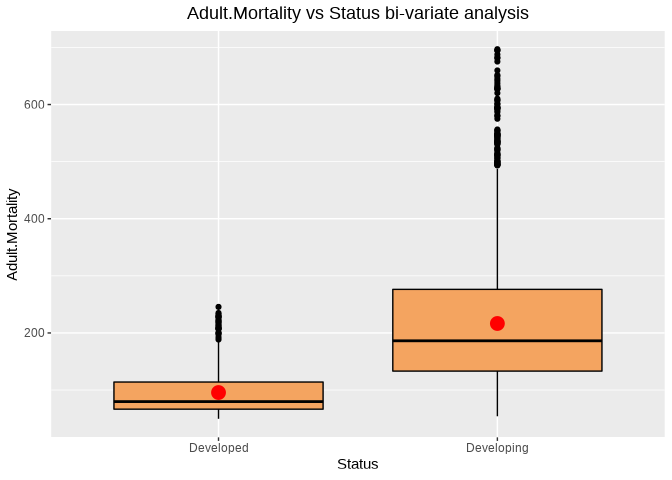 Adult.Mortality vs Status bi-variate analysis
600
400
200
Adult.Mortality
Developed
Developing
Status